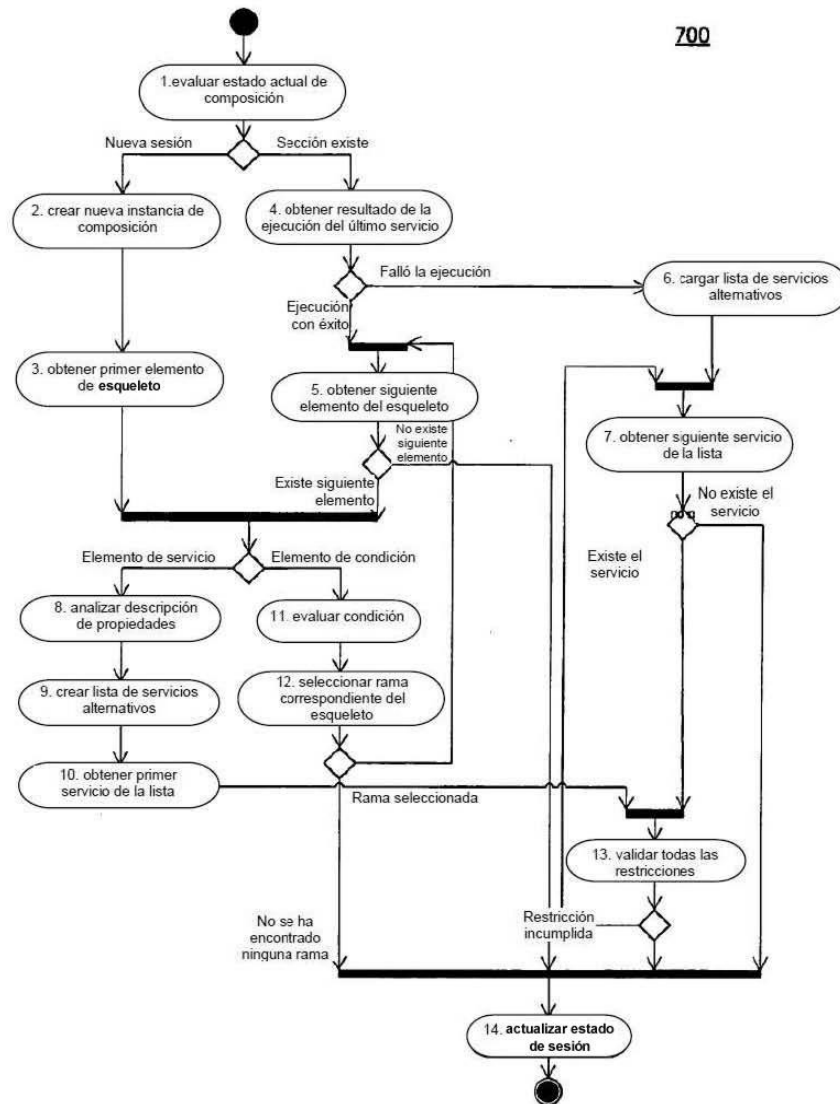 700
1.evaluar estado actual de
composición
Nueva sesión
Sección existe
2. crear nueva instancia de
composición
4. obtener resultado de la
ejecución del último servicio
Falló la ejecución
6. cargar lista de servicios
alternativos
Ejecución
con éxito
3. obtener primer elemento
de esqueleto
5. obtener siguiente
elemento del esqueleto
7. obtener siguiente servicio
de la lista
No existe
siguiente
elemento
Existe siguiente
elemento
No existe el
servicio
Existe el
servicio
Elemento de servicio
Elemento de condición
8. analizar descripción
de propiedades
11. evaluar condición
9. crear lista de servicios
alternativos
12. seleccionar rama
correspondiente del
esqueleto
10. obtener primer
servicio de la lista
Rama seleccionada
13. validar todas las
restricciones
No se ha
encontrado
ninguna rama
Restricción
incumplida
14. actualizar estado
de sesión